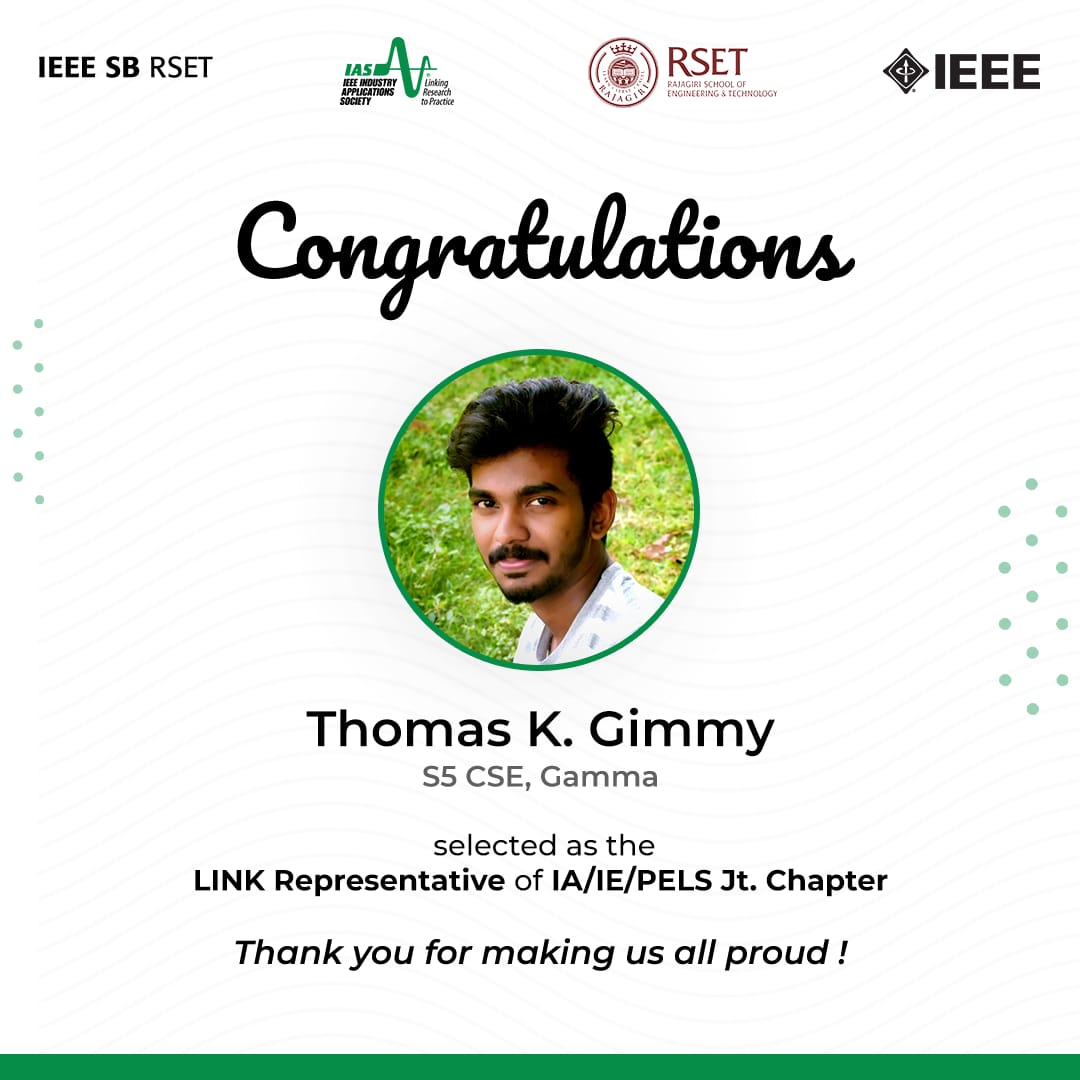 IEEE SB RSET
IAS
IEEE INDUSTRY
APPLICATIONS
SOCIETY
Linking
Research
to Practice
RAJAGIRI
RSET
RAJAGIRI SCHOOL OF
ENGINEERING & TECHNOLOGY
IEEE
Congratulations
Thomas K. Gimmy
S5 CSE, Gamma
selected as the
LINK Representative of IA/IE/PELS Jt. Chapter
Thank you for making us all proud !